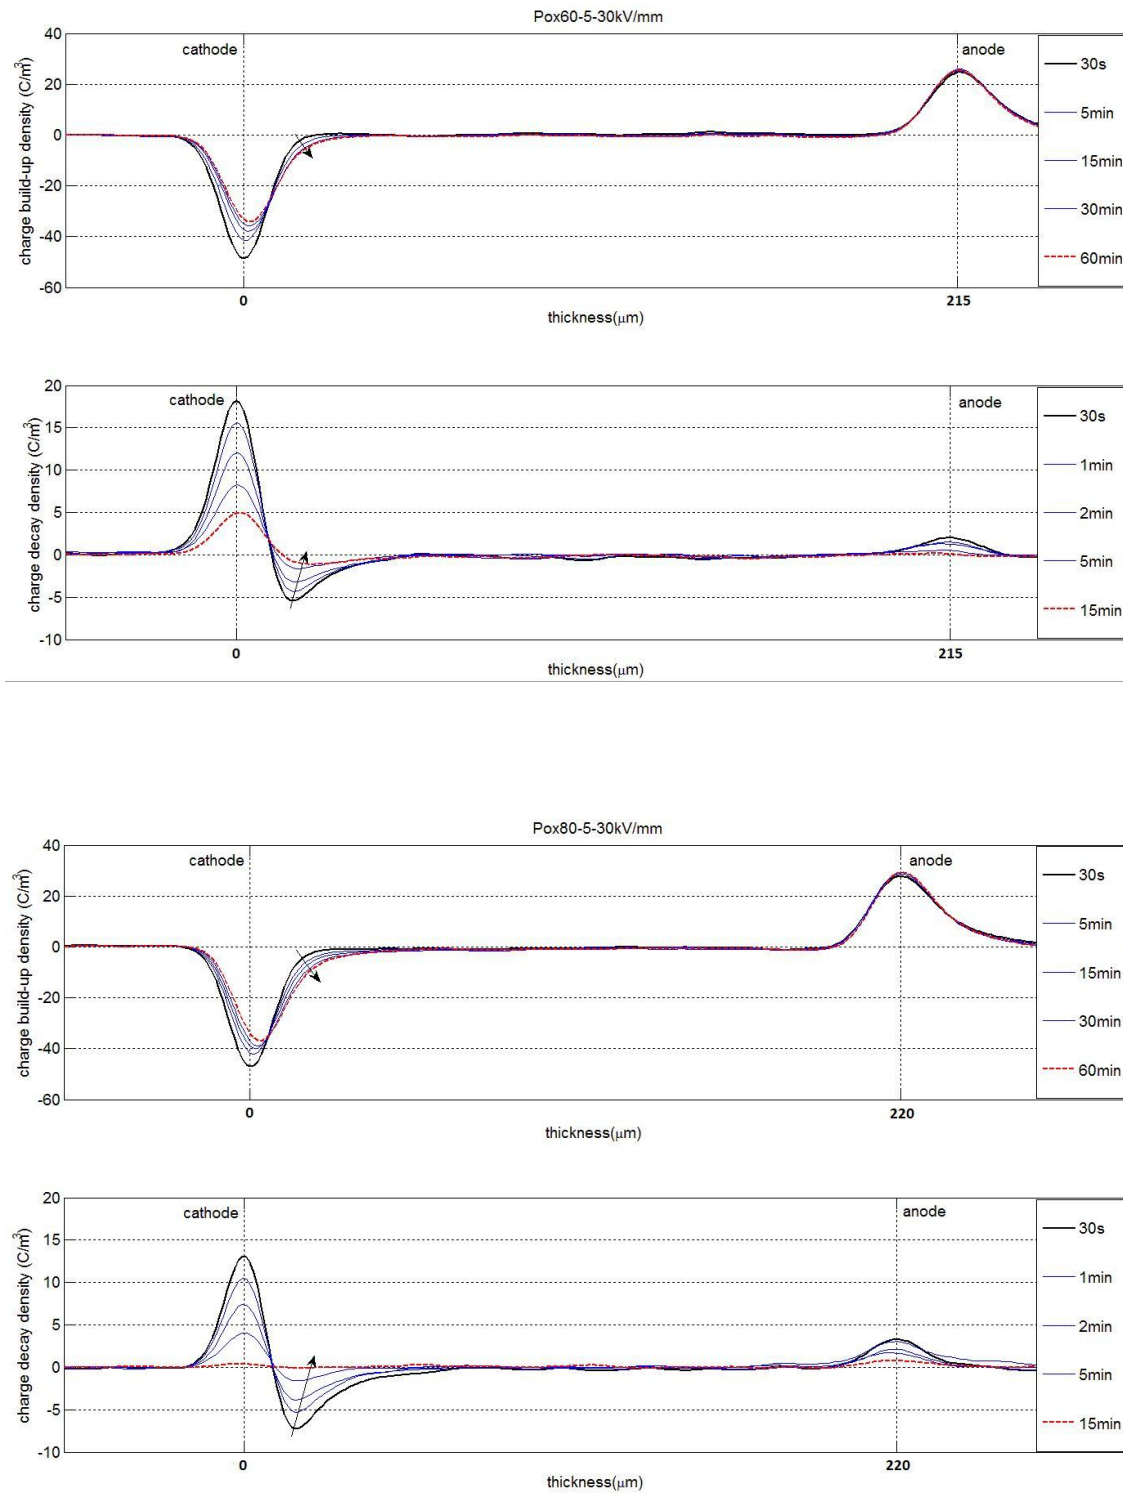 Pox60-5-30kV/mm
charge build-up density (C/m³)
40
20
0
-20
-40
-60
cathode
anode
0
215
thickness(μm)
30s
5min
15min
30min
60min
charge decay density (C/m³)
20
15
10
5
0
-5
-10
cathode
anode
0
215
thickness(μm)
30s
1min
2min
5min
15min
Pox80-5-30kV/mm
charge build-up density (C/m³)
40
20
0
-20
-40
-60
cathode
anode
0
220
thickness(μm)
30s
5min
15min
30min
60min
charge decay density (C/m³)
20
15
10
5
0
-5
-10
cathode
anode
0
220
thickness(μm)
30s
1min
2min
5min
15min